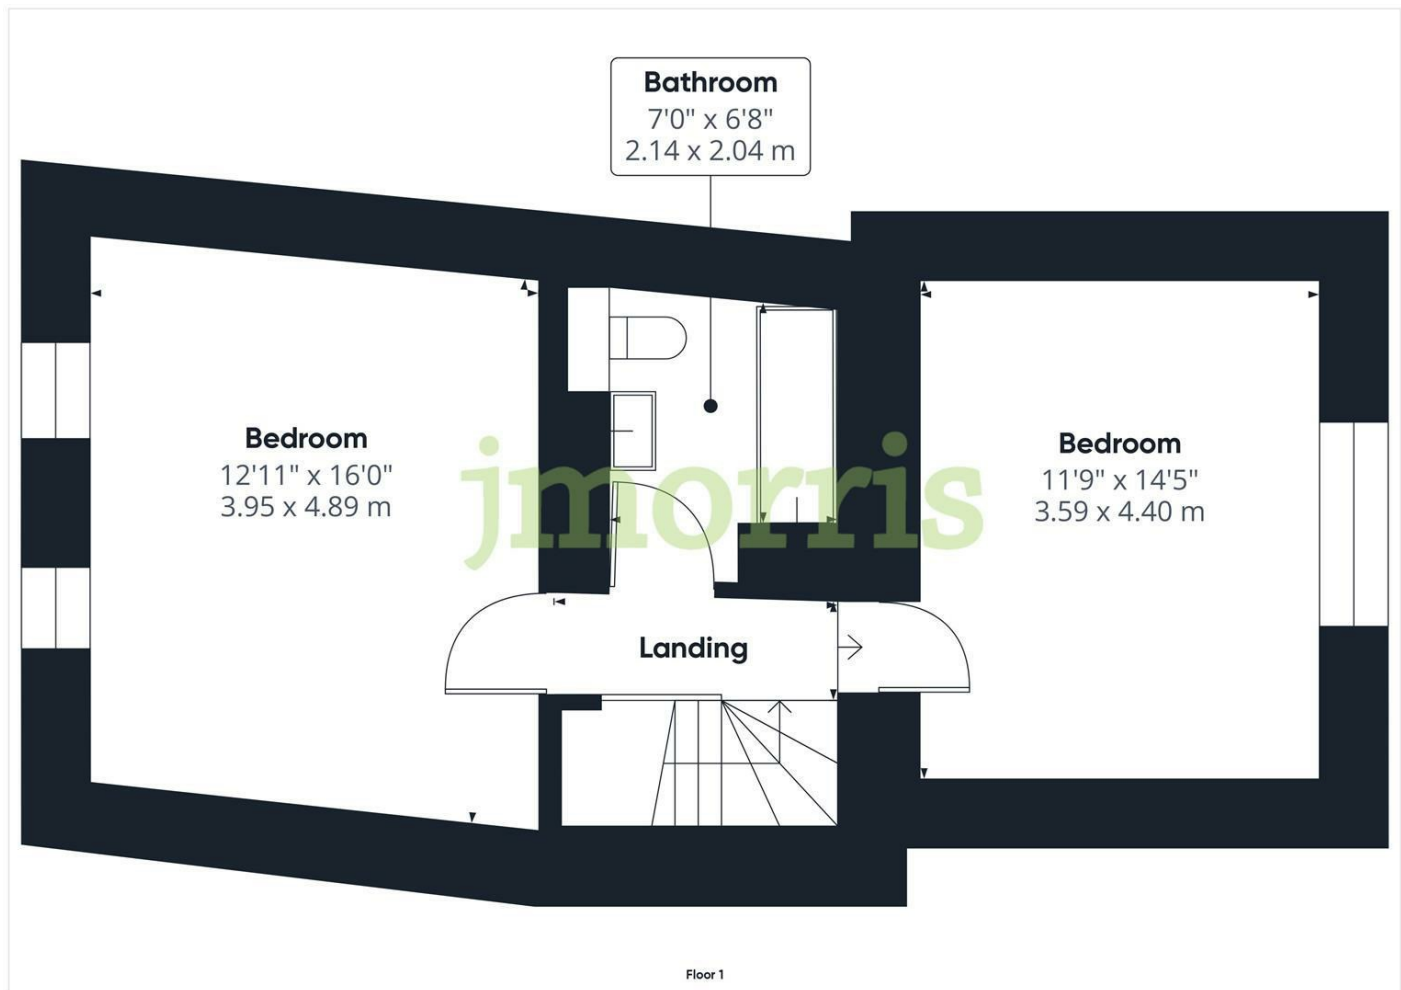 Bathroom
7'0" x 6'8"
2.14 x 2.04 m
Bedroom
12'11" x 16'0"
3.95 x 4.89 m
jmorris
Bedroom
11'9" x 14'5"
3.59 x 4.40 m
Landing
Floor 1